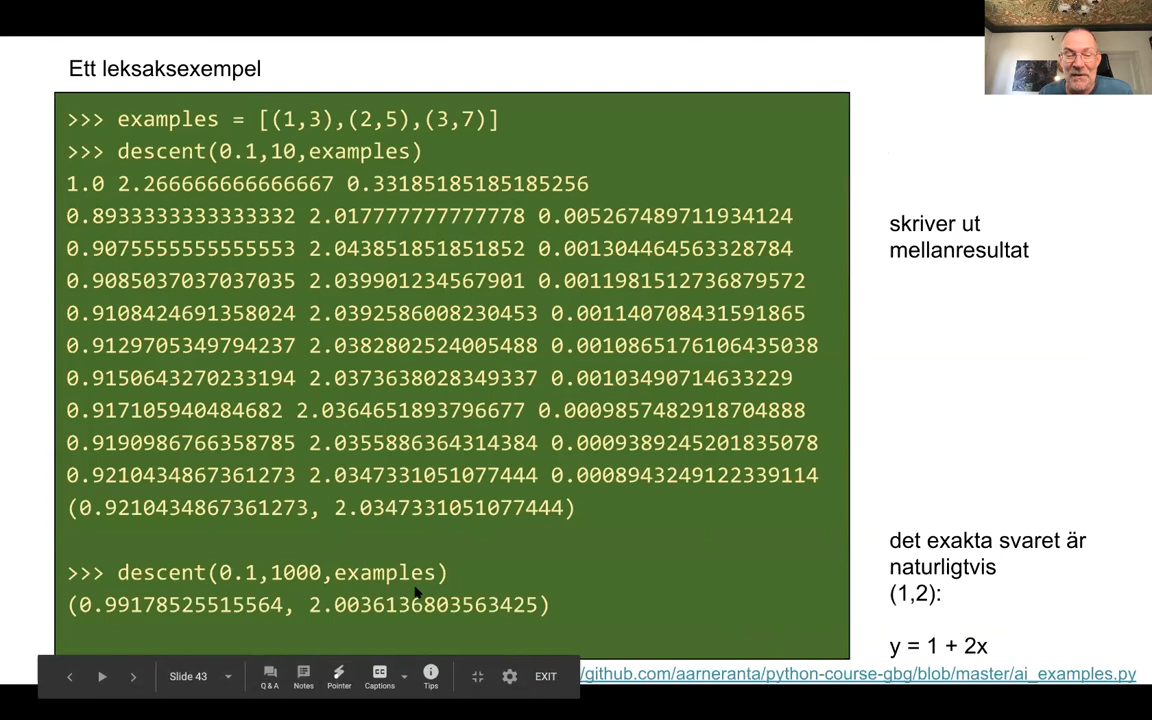 Ett leksaksexempel
>>> examples = [(1,3),(2,5),(3,7)]
>>> descent(0.1,10,examples)
1.0 2.266666666666667 0.33185185185185256
0.8933333333333332 2.017777777777778 0.005267489711934124
0.9075555555555553 2.043851851851852 0.001304464563328784
0.9085037037037035 2.039901234567901 0.0011981512736879572
0.9108424691358024 2.0392586008230453 0.001140708431591865
0.9129705349794237 2.0382802524005488 0.0010865176106435038
0.9150643270233194 2.0373638028349337 0.00103490714633229
0.917105940484682 2.0364651893796677 0.0009857482918704888
0.9190986766358785 2.0355886364314384 0.0009389245201835078
0.9210434867361273 2.0347331051077444 0.0008943249122339114
(0.9210434867361273, 2.0347331051077444)
>>> descent(0.1,1000,examples)
(0.99178525515564, 2.0036136803563425)
skriver ut
mellanresultat
det exakta svaret är
naturligtvis
(1,2):
y = 1 + 2x
/github.com/aarneranta/python-course-gbg/blob/master/ai_examples.py
Slide 43
Q & A
Notes
Pointer
Captions
Tips
EXIT